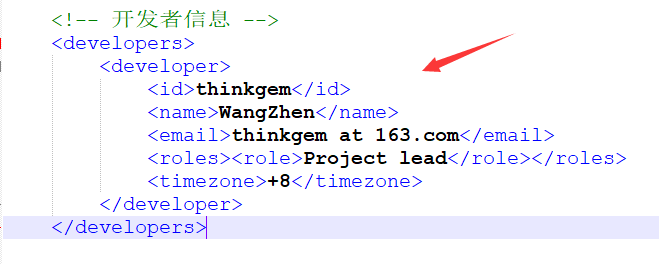 <!-- 开发者信息 -->
<developers>
<developer>
<id>thinkgem</id>
<name>WangZhen</name>
<email>thinkgem at 163.com</email>
<roles><role>Project lead</role></roles>
<timezone>+8</timezone>
</developer>
</developers>